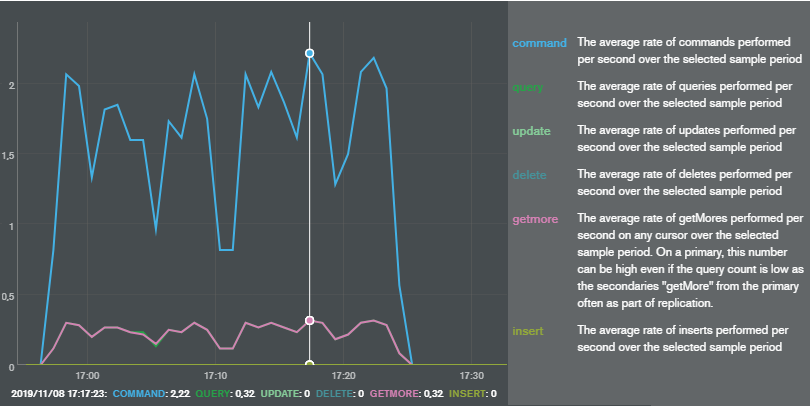 2
1,5
1
0,5
0
17:00
17:10
17:20
17:30
2019/11/08 17:17:23: COMMAND: 2,22 QUERY: 0,32 UPDATE: 0 DELETE: 0 GETMORE: 0,32 INSERT: 0
command The average rate of commands performed
per second over the selected sample period
query The average rate of queries performed per
second over the selected sample period
update The average rate of updates performed per
second over the selected sample period
delete The average rate of deletes performed per
second over the selected sample period
getmore The average rate of getMores performed per
second on any cursor over the selected
sample period. On a primary, this number
can be high even if the query count is low as
the secondaries "getMore" from the primary
often as part of replication.
insert The average rate of inserts performed per
second over the selected sample period